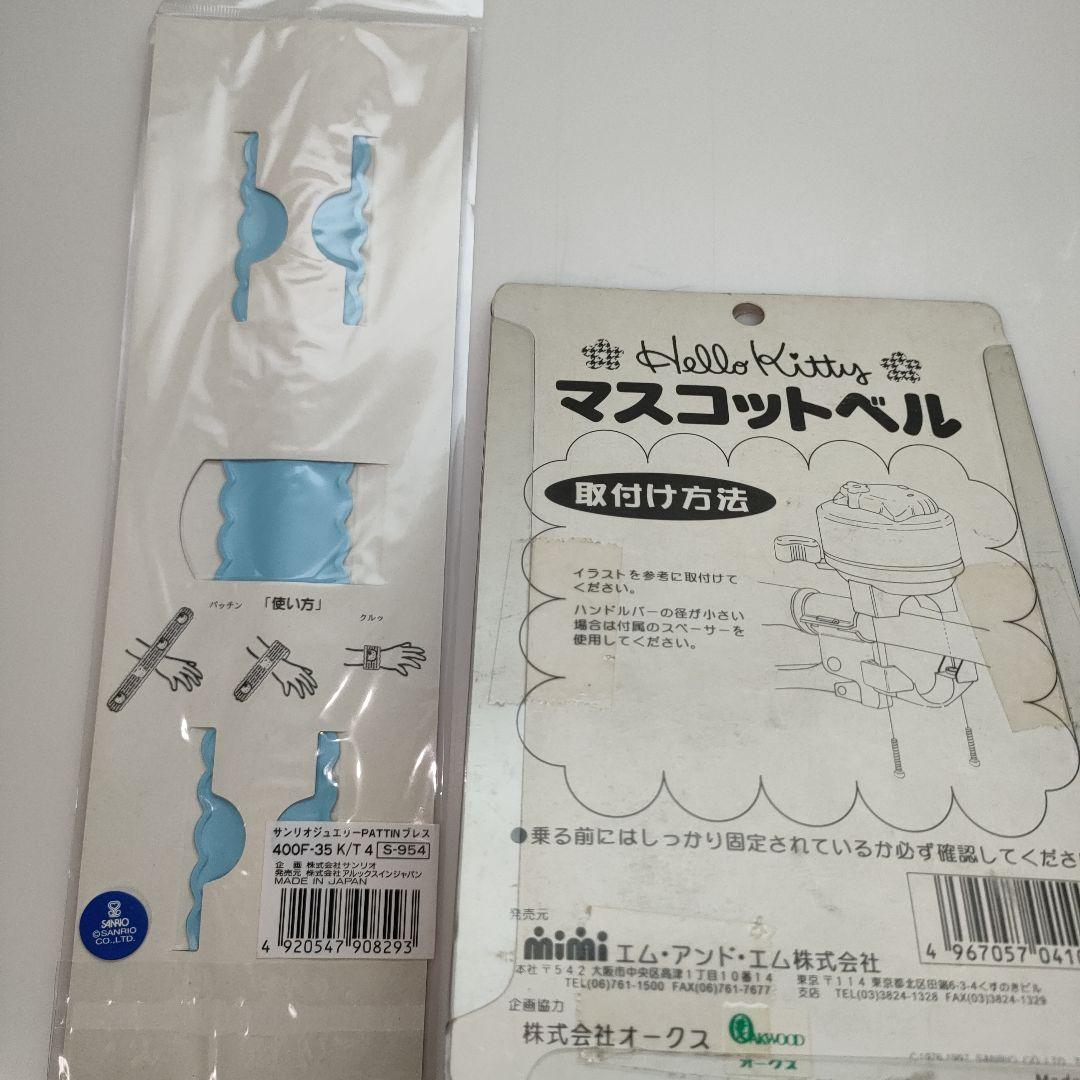 パッチン 「使い方」 クルッ
サンリオジュエリーPATTINブレス
400F-35 K/T 4 S-954
企 画 株式会社サンリオ
発売元 株式会社アルックスインジャパン
MADE IN JAPAN
4 920547 908293
SANRIO
©SANRIO
CO.,LTD.
Hello Kitty
マスコットベル
取付け方法
イラストを参考に取付けて
ください。
ハンドルバーの径が小さい
場合は付属のスペーサーを
使用してください。
●乗る前にはしっかり固定されているか必ず確認してくださ
発売元
mimi エム・アンド・エム株式会社
本社 〒542 大阪市中央区高津1丁目10番14
TEL(06)761-1500 FAX(06)761-7677
東京 〒114 東京都北区田端6-3-4くすのきビル
支店 TEL(03)3824-1328 FAX(03)3824-1329
4 967057 041
企画協力
株式会社オークス
OAKWOOD
オークス
Made